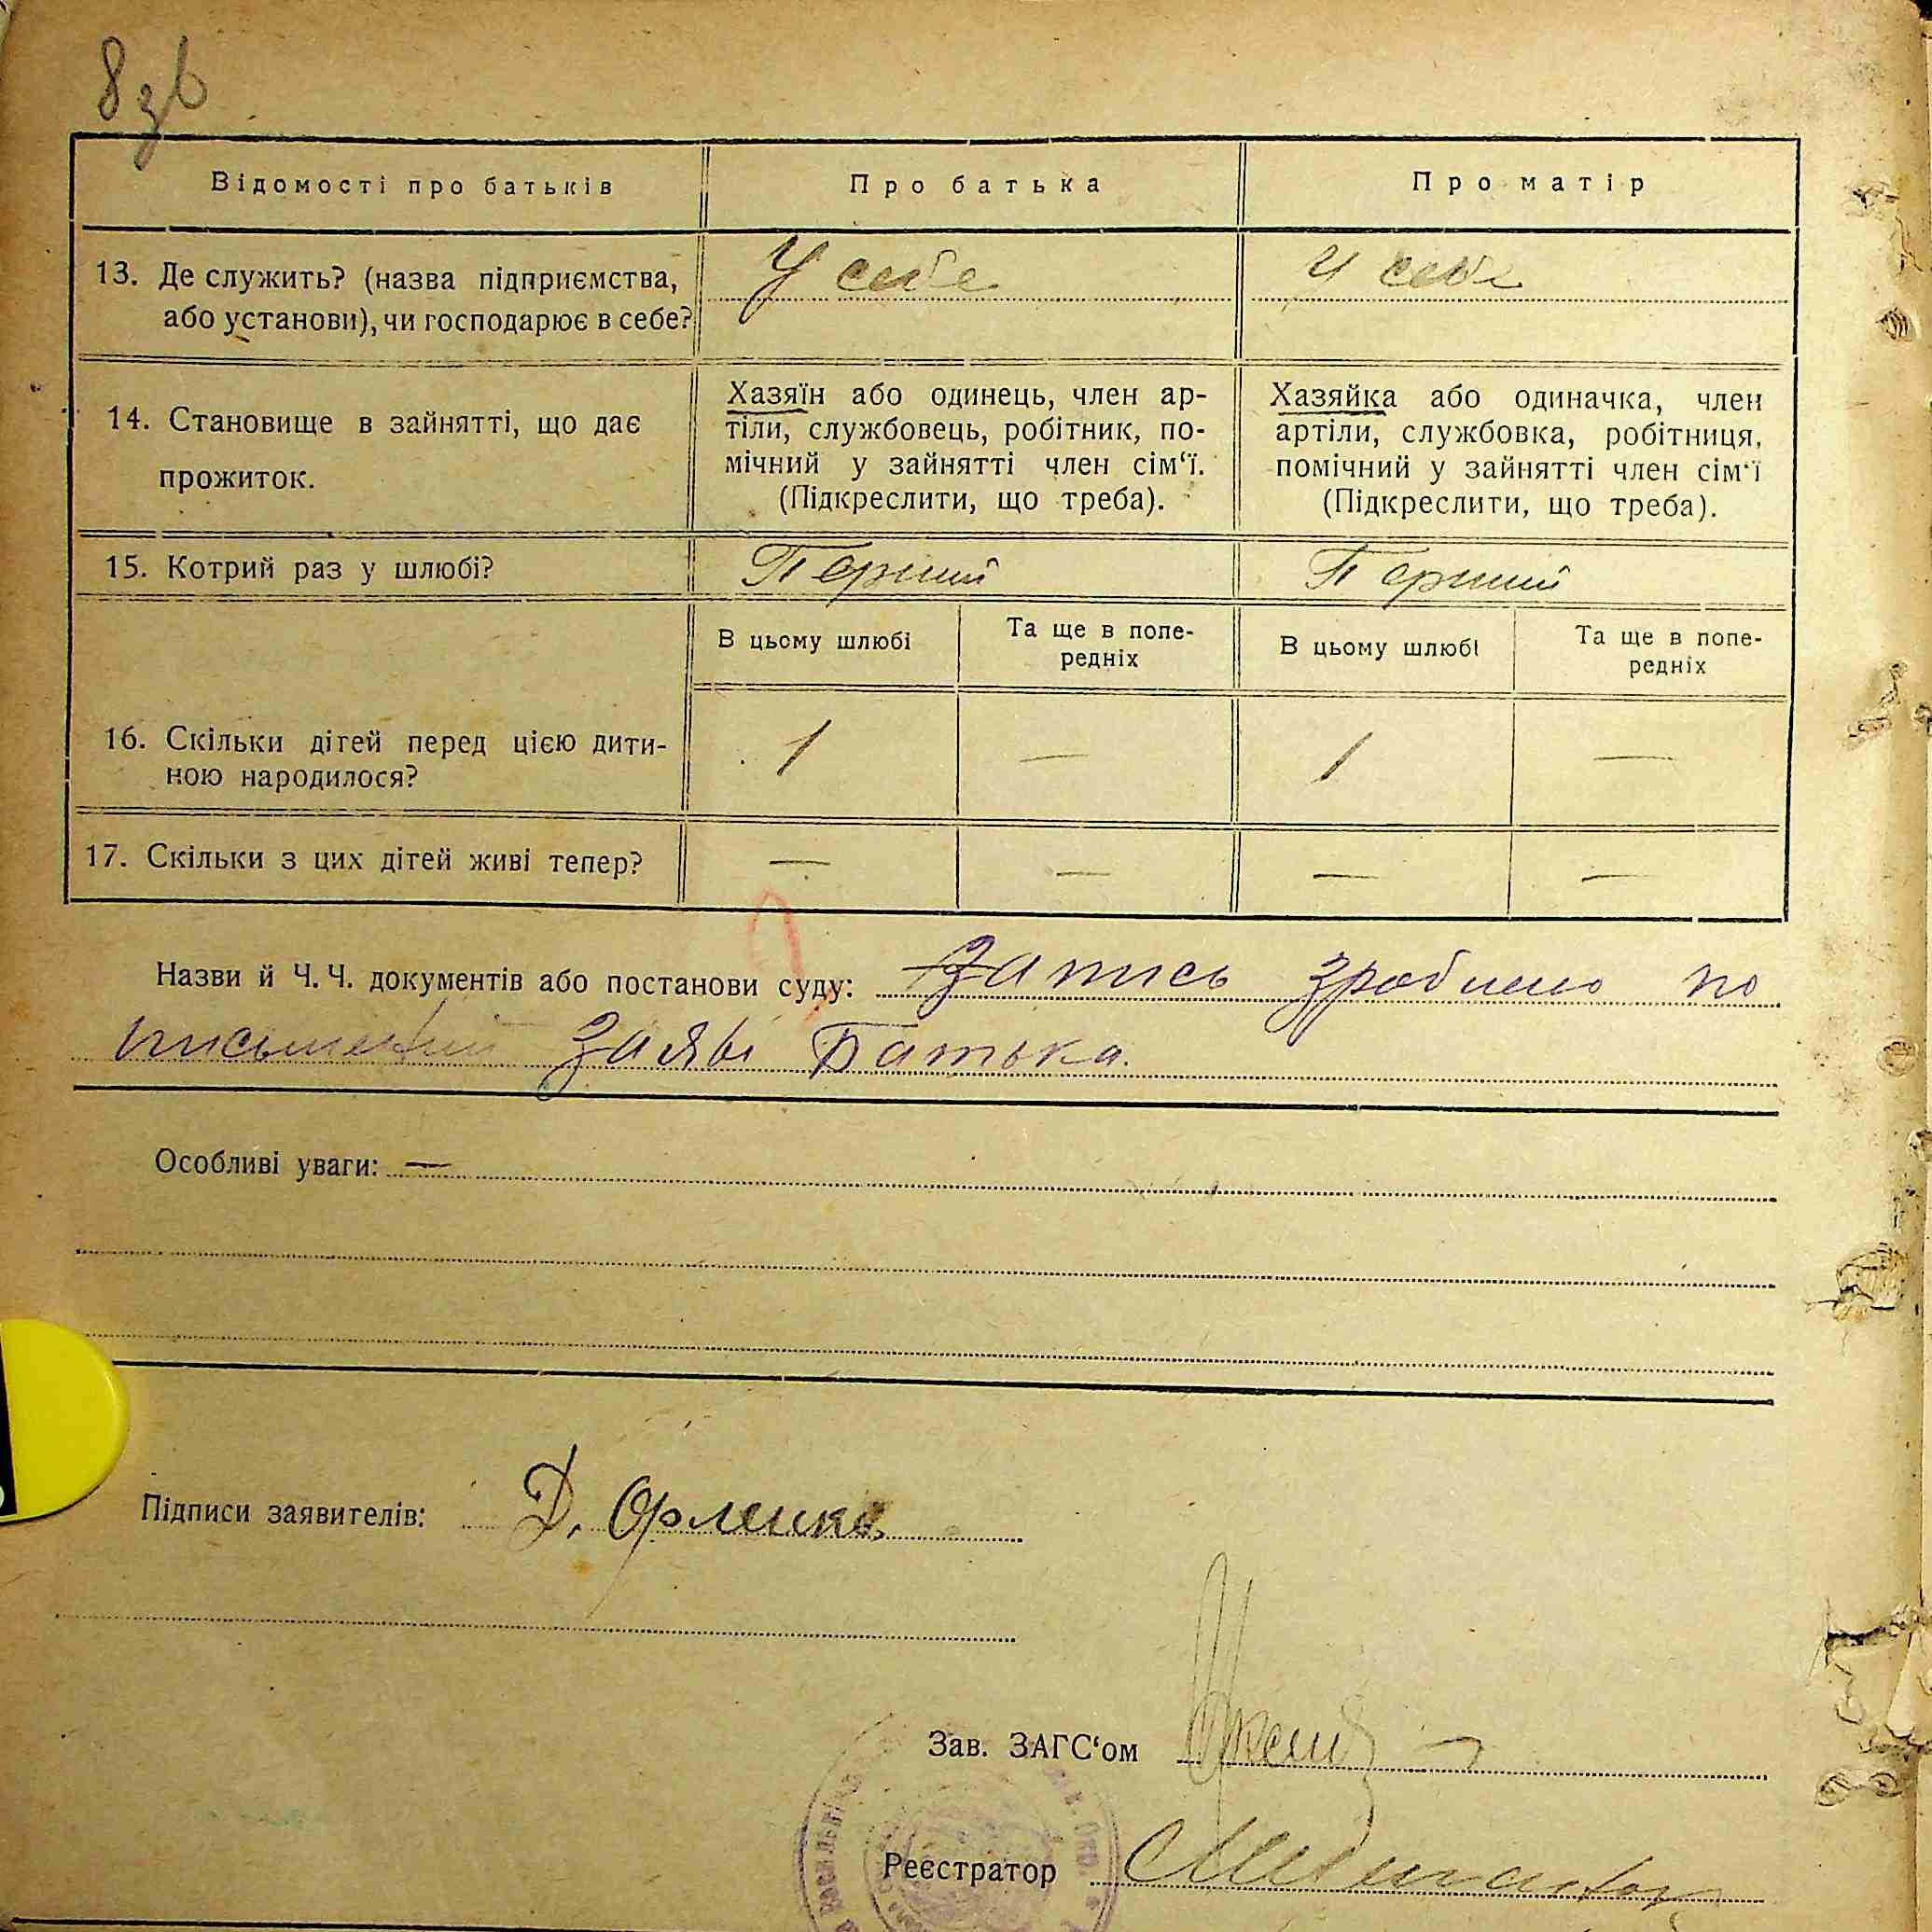 8зв
Відомості про батьків Про батька Про матір
13. Де служить? (назва підприємства, У себе У себе
або установи), чи господарює в себе?
14. Становище в зайнятті, що дає
прожиток.
Хазяїн або одинець, член ар-
тіли, службовець, робітник, по-
мічний у зайнятті член сім‘ї.
(Підкреслити, що треба).
Хазяйка або одиначка, член
артіли, службовка, робітниця,
помічний у зайнятті член сім‘ї
(Підкреслити, що треба).
15. Котрий раз у шлюбі? Перший Перший
В цьому шлюбі Та ще в попе-
редніх
В цьому шлюбі Та ще в попе-
редніх
16. Скільки дітей перед цією дити-
ною народилося? 1 — 1 —
17. Скільки з цих дітей живі тепер? — — — —
Назви й Ч. Ч. документів або постанови суду: Запись зроблено по
заяві Батька.
Особливі уваги: —
Підписи заявителів: Д. Орленко
Зав. ЗАГС‘ом
Реєстратор